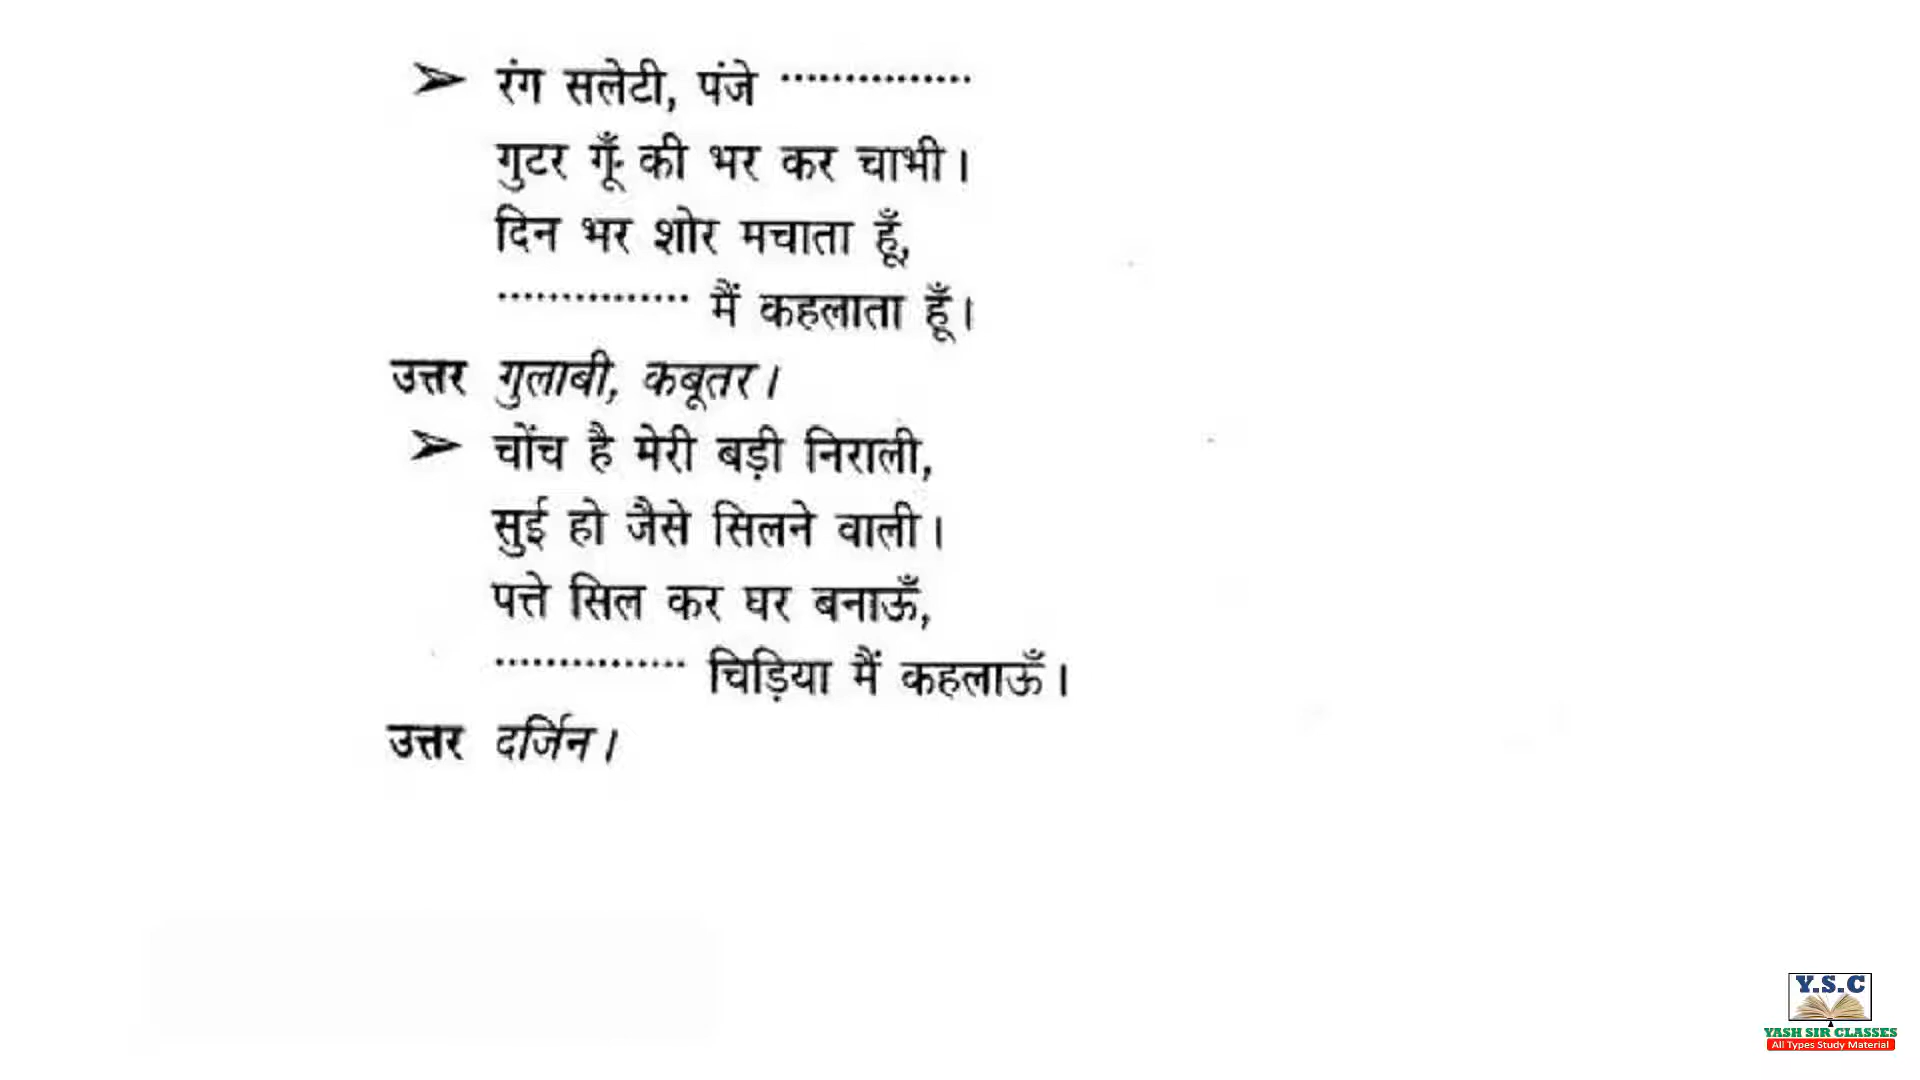 ➢ रंग सलेटी, पंजे ...............
गुटर गूँ की भर कर चाभी।
दिन भर शोर मचाता हूँ,
............... मैं कहलाता हूँ।
उत्तर गुलाबी, कबूतर।
➢ चोंच है मेरी बड़ी निराली,
सुई हो जैसे सिलने वाली।
पत्ते सिल कर घर बनाऊँ,
............... चिड़िया मैं कहलाऊँ।
उत्तर दर्जिन।
Y.S.C
YASH SIR CLASSES
All Types Study Material